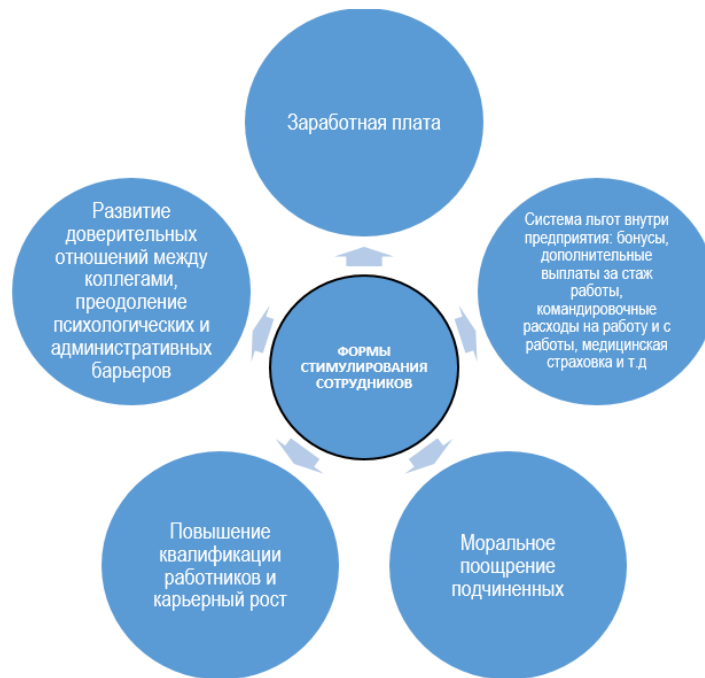 Заработная плата
Система льгот внутри
предприятия: бонусы,
дополнительные
выплаты за стаж
работы,
командировочные
расходы на работу и с
работы, медицинская
страховка и т.д
Моральное
поощрение
подчиненных
Повышение
квалификации
работников и
карьерный рост
Развитие
доверительных
отношений между
коллегами,
преодоление
психологических и
административных
барьеров
ФОРМЫ
СТИМУЛИРОВАНИЯ
СОТРУДНИКОВ